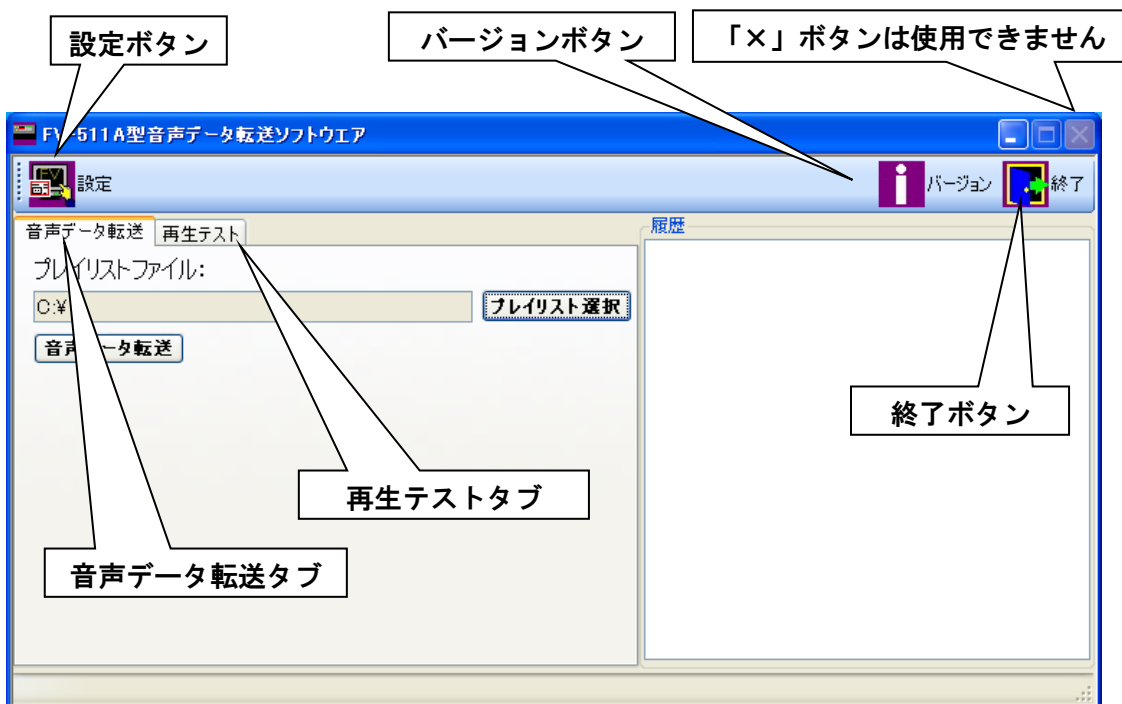 設定ボタン
バージョンボタン
「×」ボタンは使用できません
511A型音声データ転送ソフトウエア
設定
バージョン
終了
音声データ転送
再生テスト
履歴
プレイリストファイル:
C:¥
プレイリスト選択
音声データ転送
終了ボタン
再生テストタブ
音声データ転送タブ